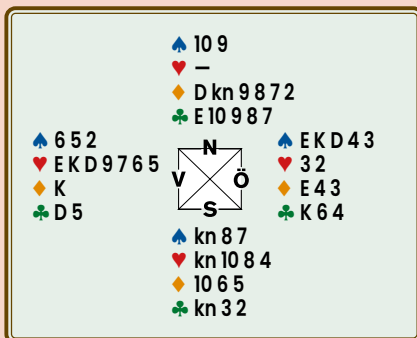 ♠ 10 9
♥ –
♦ D kn 9 8 7 2
♣ E 10 9 8 7
♠ 6 5 2
♥ E K D 9 7 6 5
♦ K
♣ D 5
N
V Ö
S
♠ E K D 4 3
♥ 3 2
♦ E 4 3
♣ K 6 4
♠ kn 8 7
♥ kn 10 8 4
♦ 10 6 5
♣ kn 3 2